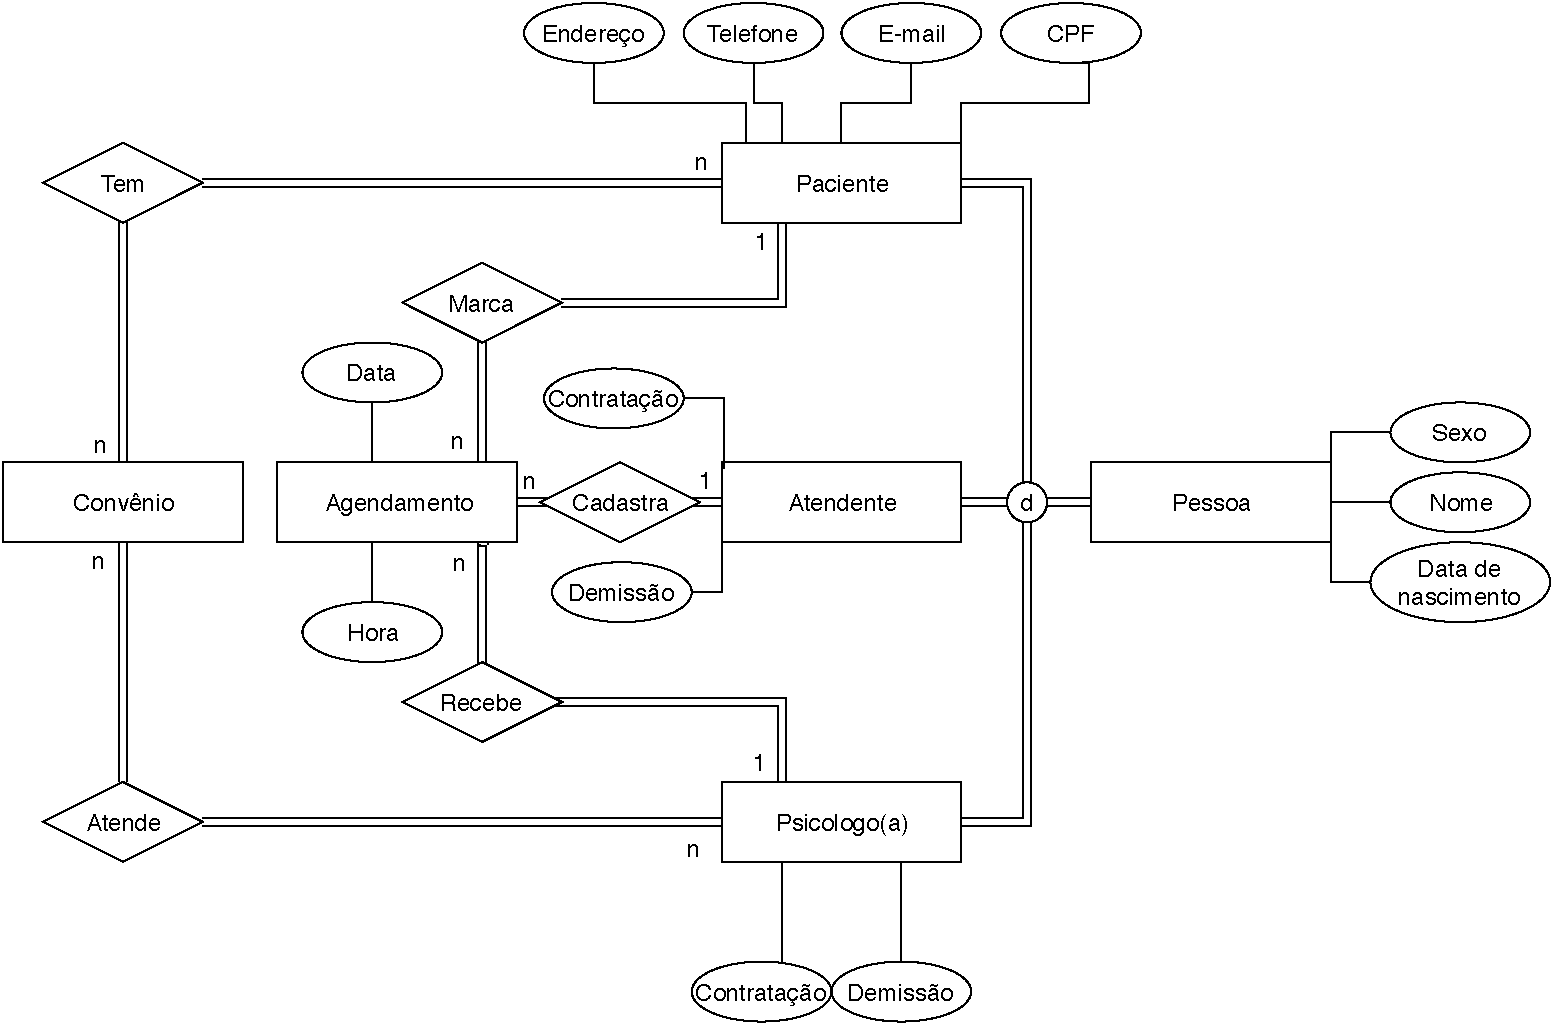 Endereço
Telefone
E-mail
CPF
Tem
n
Paciente
1
Marca
Data
Contratação
Sexo
n
n
n
1
Convênio
Agendamento
Cadastra
Atendente
d
Pessoa
Nome
n
n
Demissão
Data de
nascimento
Hora
Recebe
1
Atende
Psicologo(a)
n
Contratação
Demissão